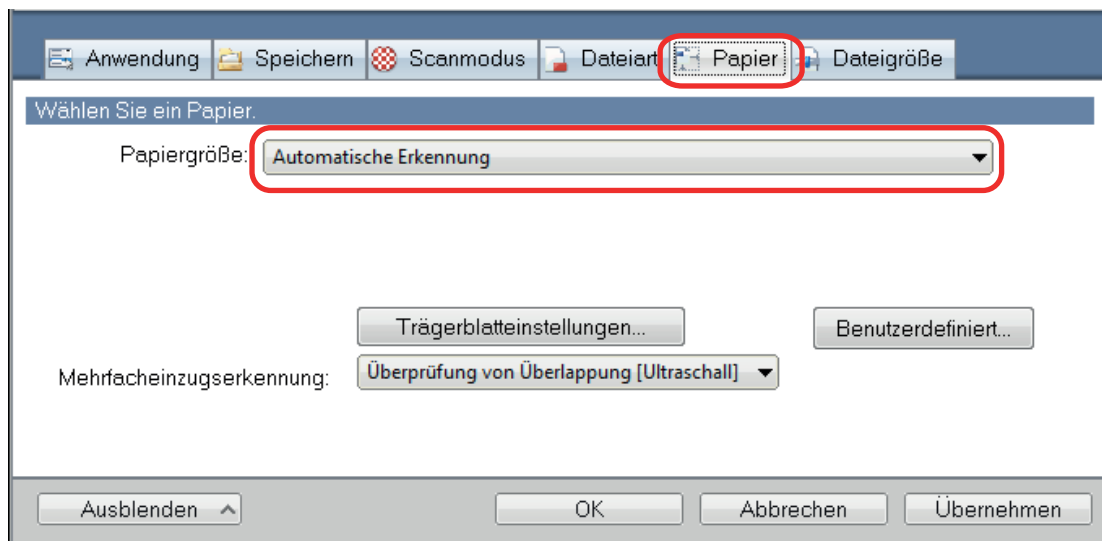 Anwendung Speichern Scanmodus Dateiart Papier Dateigröße
Wählen Sie ein Papier.
Papiergröße: Automatische Erkennung
Trägerblatteinstellungen... Benutzerdefiniert...
Mehrfacheinzugserkennung: Überprüfung von Überlappung [Ultraschall]
Ausblenden OK Abbrechen Übernehmen